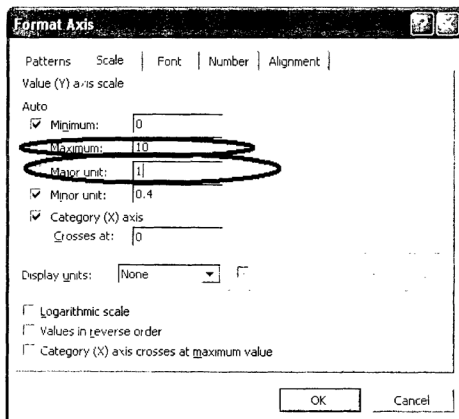 Format Axis
Patterns Scale Font Number Alignment
Value (Y) axis scale
Auto
Minimum: 0
Maximum: 10
Major unit: 1
Minor unit: 0.4
Category (X) axis
Crosses at: 0
Display units: None
Logarithmic scale
Values in reverse order
Category (X) axis crosses at maximum value
OK Cancel